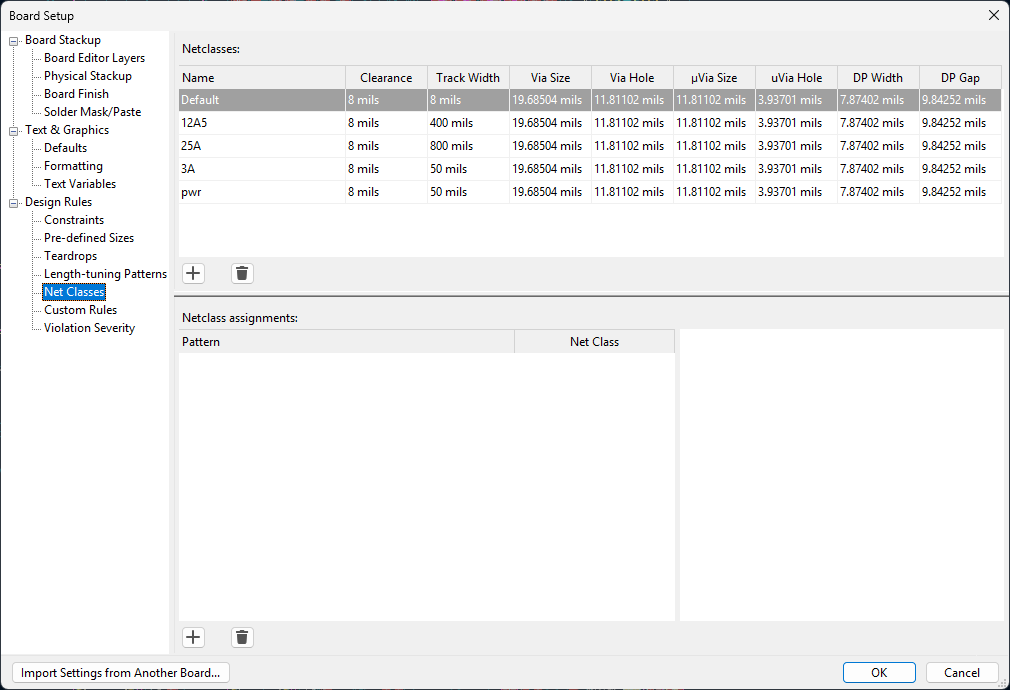 Board Setup
Board Stackup
Board Editor Layers
Physical Stackup
Board Finish
Solder Mask/Paste
Text & Graphics
Defaults
Formatting
Text Variables
Design Rules
Constraints
Pre-defined Sizes
Teardrops
Length-tuning Patterns
Net Classes
Custom Rules
Violation Severity
Netclasses:
Name Clearance Track Width Via Size Via Hole µVia Size uVia Hole DP Width DP Gap
Default 8 mils 8 mils 19.68504 mils 11.81102 mils 11.81102 mils 3.93701 mils 7.87402 mils 9.84252 mils
12A5 8 mils 400 mils 19.68504 mils 11.81102 mils 11.81102 mils 3.93701 mils 7.87402 mils 9.84252 mils
25A 8 mils 800 mils 19.68504 mils 11.81102 mils 11.81102 mils 3.93701 mils 7.87402 mils 9.84252 mils
3A 8 mils 50 mils 19.68504 mils 11.81102 mils 11.81102 mils 3.93701 mils 7.87402 mils 9.84252 mils
pwr 8 mils 50 mils 19.68504 mils 11.81102 mils 11.81102 mils 3.93701 mils 7.87402 mils 9.84252 mils
Netclass assignments:
Pattern Net Class
Import Settings from Another Board... OK Cancel